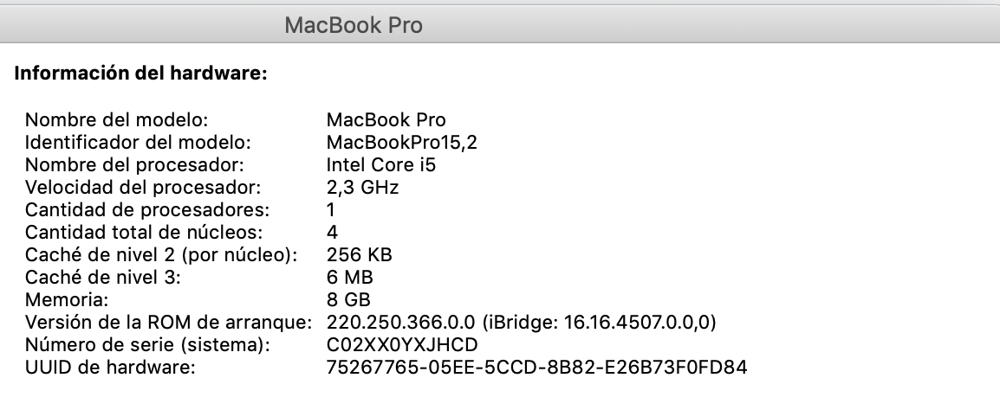 MacBook Pro
Información del hardware:
Nombre del modelo: MacBook Pro
Identificador del modelo: MacBookPro15,2
Nombre del procesador: Intel Core i5
Velocidad del procesador: 2,3 GHz
Cantidad de procesadores: 1
Cantidad total de núcleos: 4
Caché de nivel 2 (por núcleo): 256 KB
Caché de nivel 3: 6 MB
Memoria: 8 GB
Versión de la ROM de arranque: 220.250.366.0.0 (iBridge: 16.16.4507.0.0,0)
Número de serie (sistema): C02XX0YXJHCD
UUID de hardware: 75267765-05EE-5CCD-8B82-E26B73F0FD84